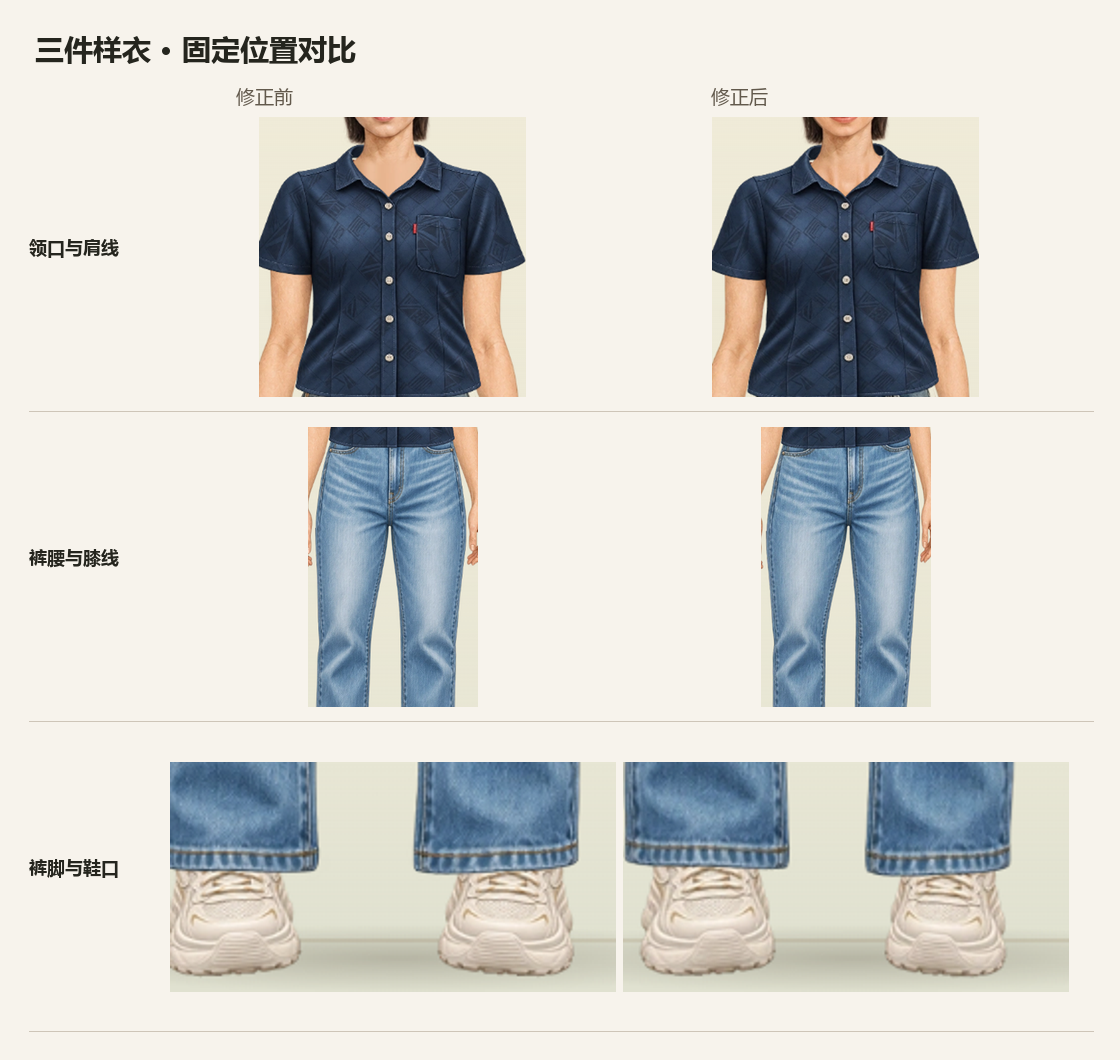 三件样衣 • 固定位置对比
修正前
修正后
领口与肩线
裤腰与膝线
裤脚与鞋口